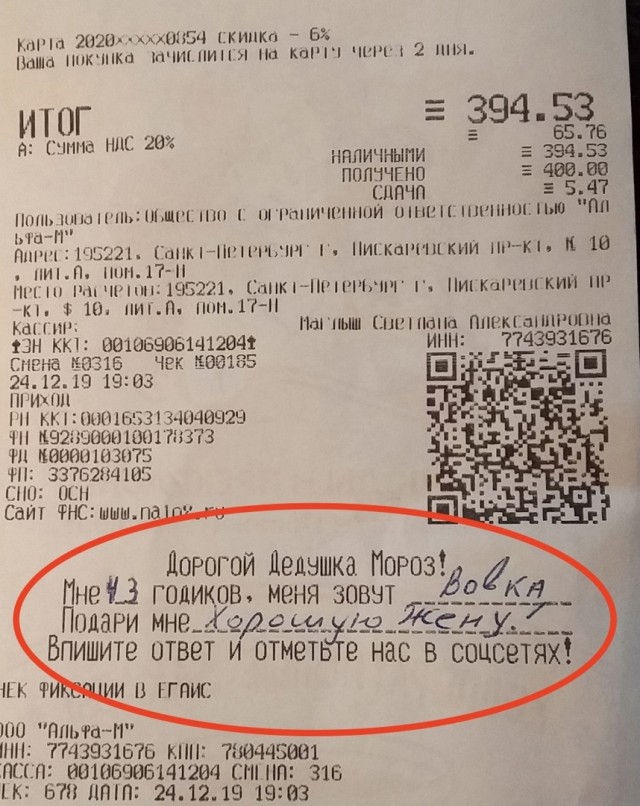 Карта 2020×××××0854 СКИДКА - 6%
Ваша покупка зачислится на карту через 2 дня.
ИТОГ ≡ 394.53
А: Сумма НДС 20% ≡ 65.76
НАЛИЧНЫМИ ≡ 394.53
ПОЛУЧЕНО ≡ 400.00
СДАЧА ≡ 5.47
Пользователь:Общество с ограниченной ответственностью "Ал
ьфа-М"
Адрес:195221, Санкт-Петербург г, Пискаревский пр-кт, № 10
, лит.А, пом.17-Н
Место расчетов:195221, Санкт-Петербург г, Пискаревский пр
-кт, $ 10, лит.А, пом.17-Н
Кассир: Маглыш Светлана Александровна
ЗН ККТ: 00106906141204 ИНН: 7743931676
Смена №0316 Чек №00185
24.12.19 19:03
ПРИХОД
РН ККТ:0001653134040929
ФН №9289000100178373
ФД №0000103075
ФП: 3376284105
СНО: ОСН
Сайт ФНС:www.nalog.ru
Дорогой Дедушка Мороз!
Мне 43 годиков, меня зовут Вовка
Подари мне Хорошую Жену!
Впишите ответ и отметьте нас в соцсетях!
ЧЕК ФИКСАЦИИ В ЕГАИС
ООО "Альфа-М"
ИНН: 7743931676 КПП: 780445001
КАССА: 00106906141204 СМЕНА: 316
ЧЕК: 678 ДАТА: 24.12.19 19:03